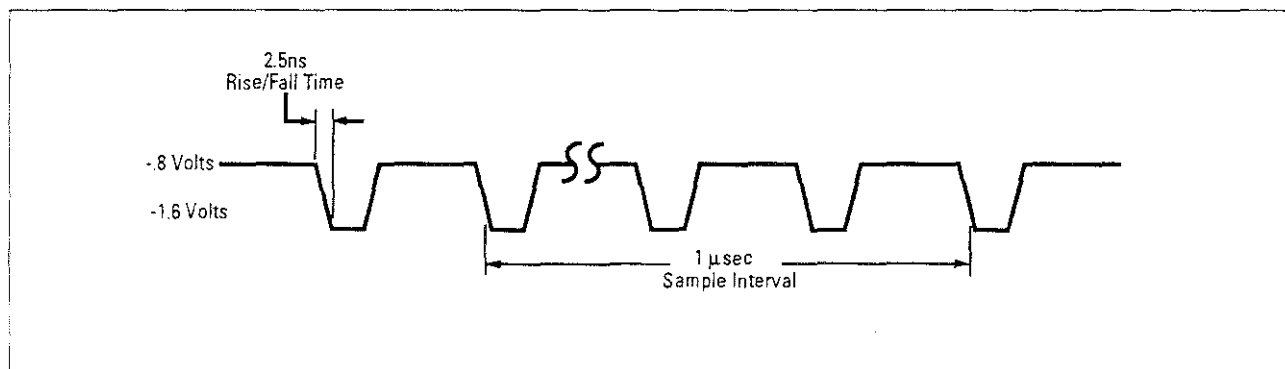 2.5ns
Rise/Fall Time
-.8 Volts
-1.6 Volts
1 μsec
Sample Interval